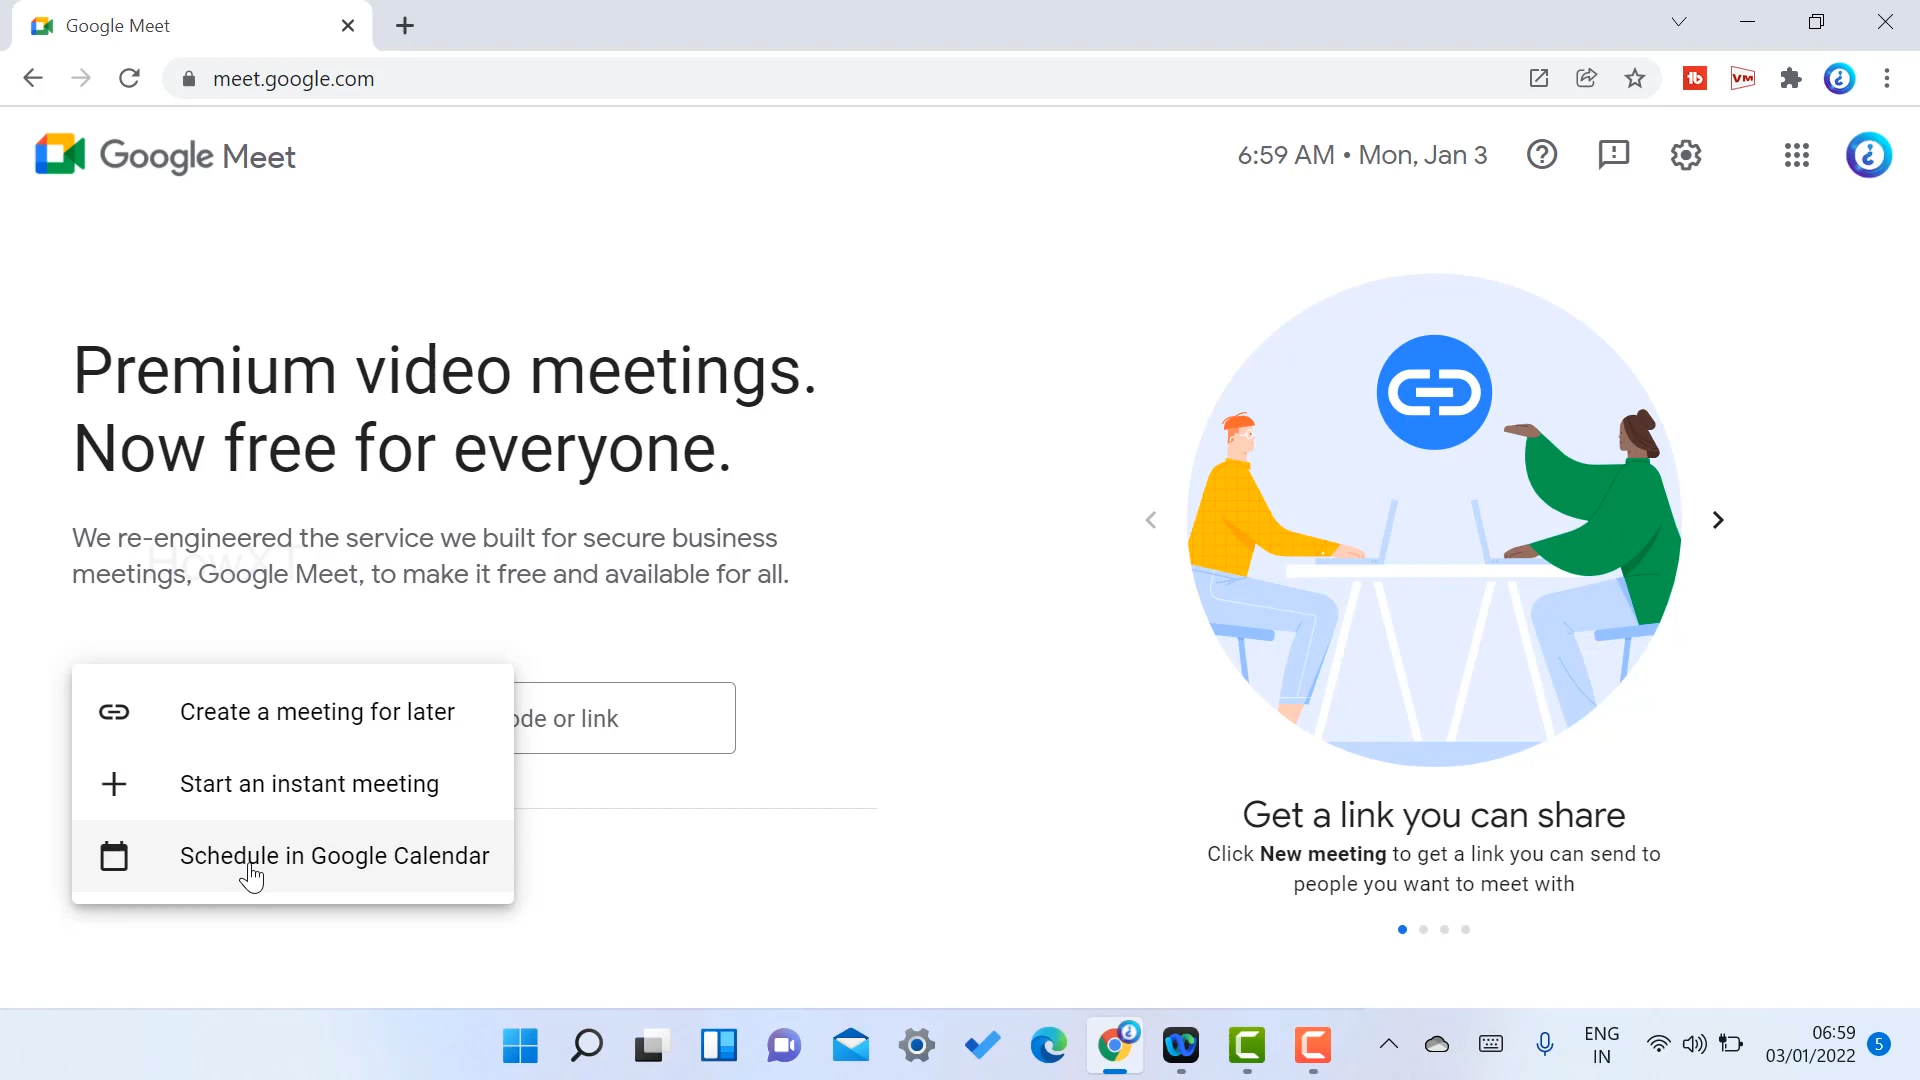 Google Meet
meet.google.com
Google Meet
6:59 AM • Mon, Jan 3
Premium video meetings.
Now free for everyone.
We re-engineered the service we built for secure business
meetings, Google Meet, to make it free and available for all.
Create a meeting for later
Start an instant meeting
Schedule in Google Calendar
ode or link
Get a link you can share
Click New meeting to get a link you can send to
people you want to meet with
ENG
IN
06:59
03/01/2022
5